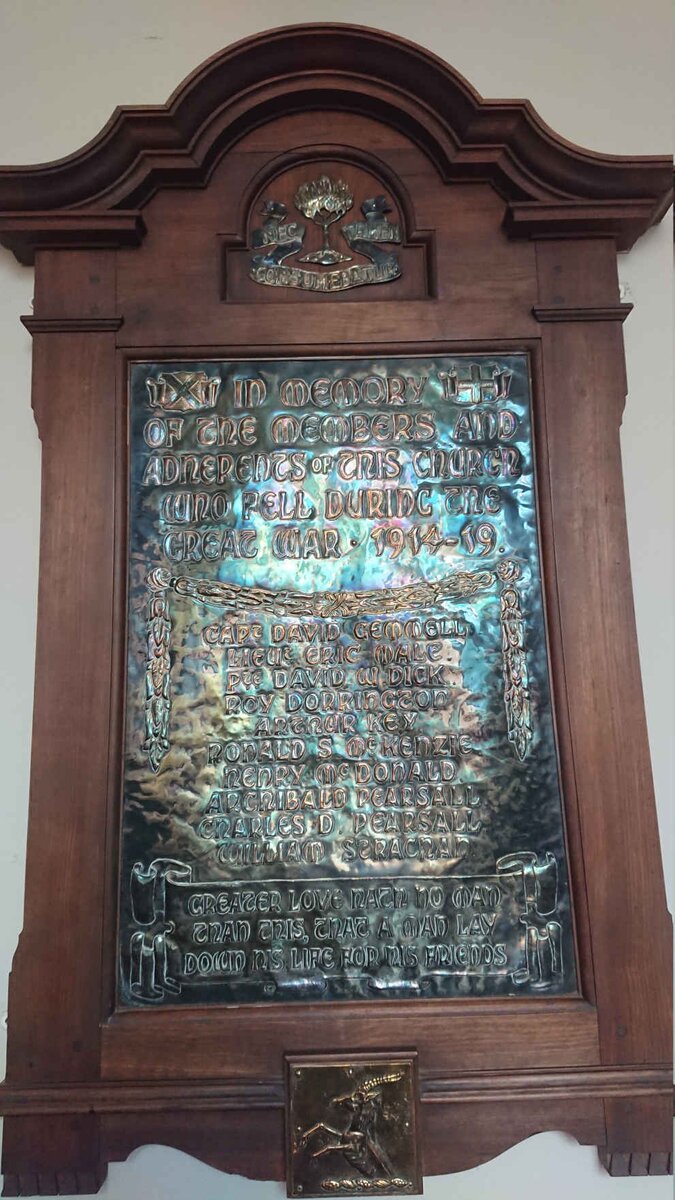 NEC TAMEN
CONSUMEBATUR
IN MEMORY
OF THE MEMBERS AND
ADHERENTS OF THIS CHURCH
WHO FELL DURING THE
GREAT WAR · 1914-19.
CAPT DAVID GEMMELL
LIEUT. ERIC MALE
PTE DAVID W. DICK.
ROY DORRINGTON
ARTHUR KEY
RONALD S McKENZIE
HENRY McDONALD
ARCHIBALD PEARSALL
CHARLES D. PEARSALL
WILLIAM STRACHAN.
GREATER LOVE HATH NO MAN
THAN THIS, THAT A MAN LAY
DOWN HIS LIFE FOR HIS FRIENDS